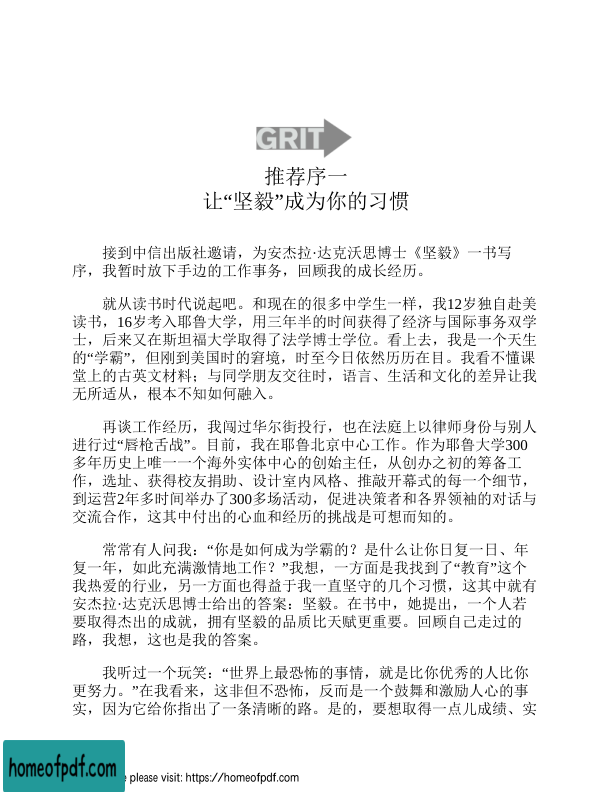 GRIT
推荐序一
让“坚毅”成为你的习惯
接到中信出版社邀请，为安杰拉·达克沃思博士《坚毅》一书写
序，我暂时放下手边的工作事务，回顾我的成长经历。
就从读书时代说起吧。和现在的很多中学生一样，我12岁独自赴美
读书，16岁考入耶鲁大学，用三年半的时间获得了经济与国际事务双学
士，后来又在斯坦福大学取得了法学博士学位。看上去，我是一个天生
的“学霸”，但刚到美国时的窘境，时至今日依然历历在目。我看不懂课
堂上的古英文材料；与同学朋友交往时，语言、生活和文化的差异让我
无所适从，根本不知如何融入。
再谈工作经历，我闯过华尔街投行，也在法庭上以律师身份与别人
进行过“唇枪舌战”。目前，我在耶鲁北京中心工作。作为耶鲁大学300
多年历史上唯一一个海外实体中心的创始主任，从创办之初的筹备工
作，选址、获得校友捐助、设计室内风格、推敲开幕式的每一个细节，
到运营2年多时间举办了300多场活动，促进决策者和各界领袖的对话与
交流合作，这其中付出的心血和经历的挑战是可想而知的。
常常有人问我：“你是如何成为学霸的？是什么让你日复一日、年
复一年，如此充满激情地工作？”我想，一方面是我找到了“教育”这个
我热爱的行业，另一方面也得益于我一直坚守的几个习惯，这其中就有
安杰拉·达克沃思博士给出的答案：坚毅。在书中，她提出，一个人若
要取得杰出的成就，拥有坚毅的品质比天赋更重要。回顾自己走过的
路，我想，这也是我的答案。
我听过一个玩笑：“世界上最恐怖的事情，就是比你优秀的人比你
更努力。”在我看来，这非但不恐怖，反而是一个鼓舞和激励人心的事
实，因为它给你指出了一条清晰的路。是的，要想取得一点儿成绩、实
homeofpdf.com
e please visit: https://homeofpdf.com